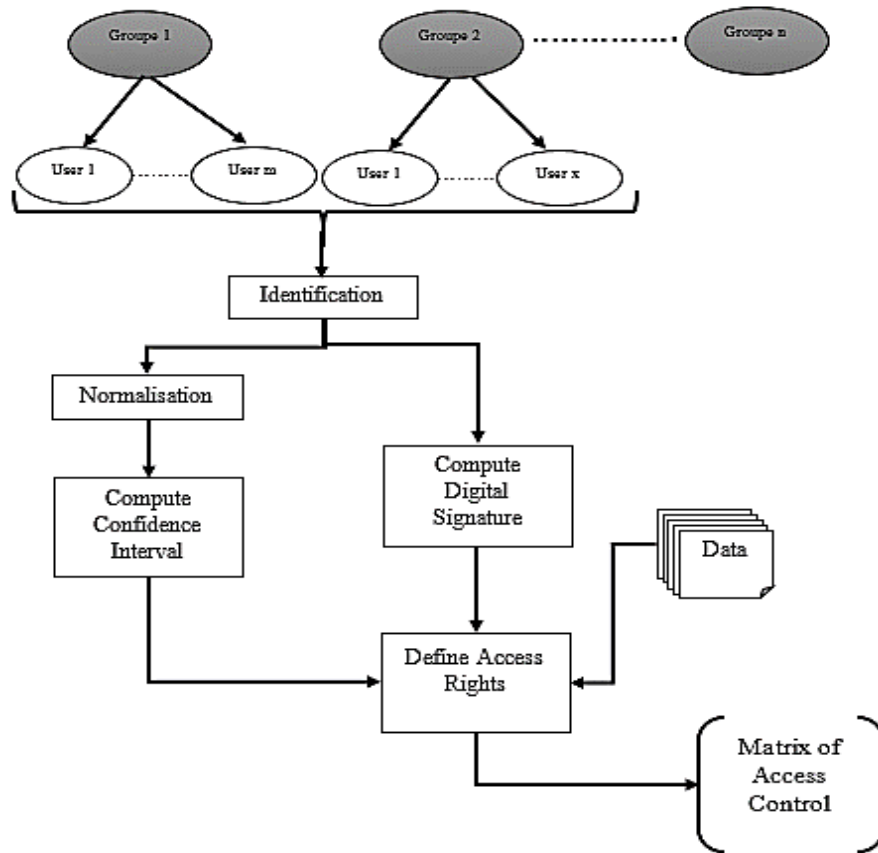 Groupe 1
Groupe 2
Groupe n
User 1
User m
User 1
User x
Identification
Normalisation
Compute
Confidence
Interval
Compute
Digital
Signature
Data
Define Access
Rights
Matrix of
Access
Control